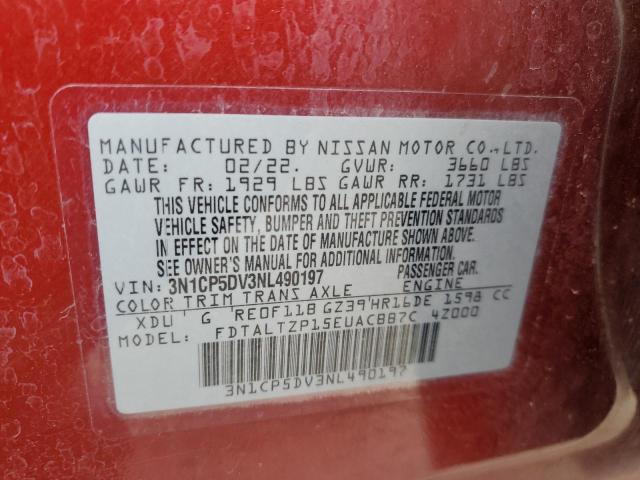 MANUFACTURED BY NISSAN MOTOR CO.,LTD.
DATE: 02/22. GVWR: 3660 LBS
GAWR FR: 1929 LBS GAWR RR: 1731 LBS
THIS VEHICLE CONFORMS TO ALL APPLICABLE FEDERAL MOTOR
VEHICLE SAFETY, BUMPER AND THEFT PREVENTION STANDARDS
IN EFFECT ON THE DATE OF MANUFACTURE SHOWN ABOVE.
SEE OWNER'S MANUAL FOR ADDITIONAL INFORMATION.
VIN: 3N1CP5DV3NL490197 PASSENGER CAR.
COLOR TRIM TRANS AXLE ENGINE
XDU G RE0F11B GZ39 HR16DE 1598 CC
FDTALTZP15EUACBB7C 4Z000
3N1CP5DV3NL490197